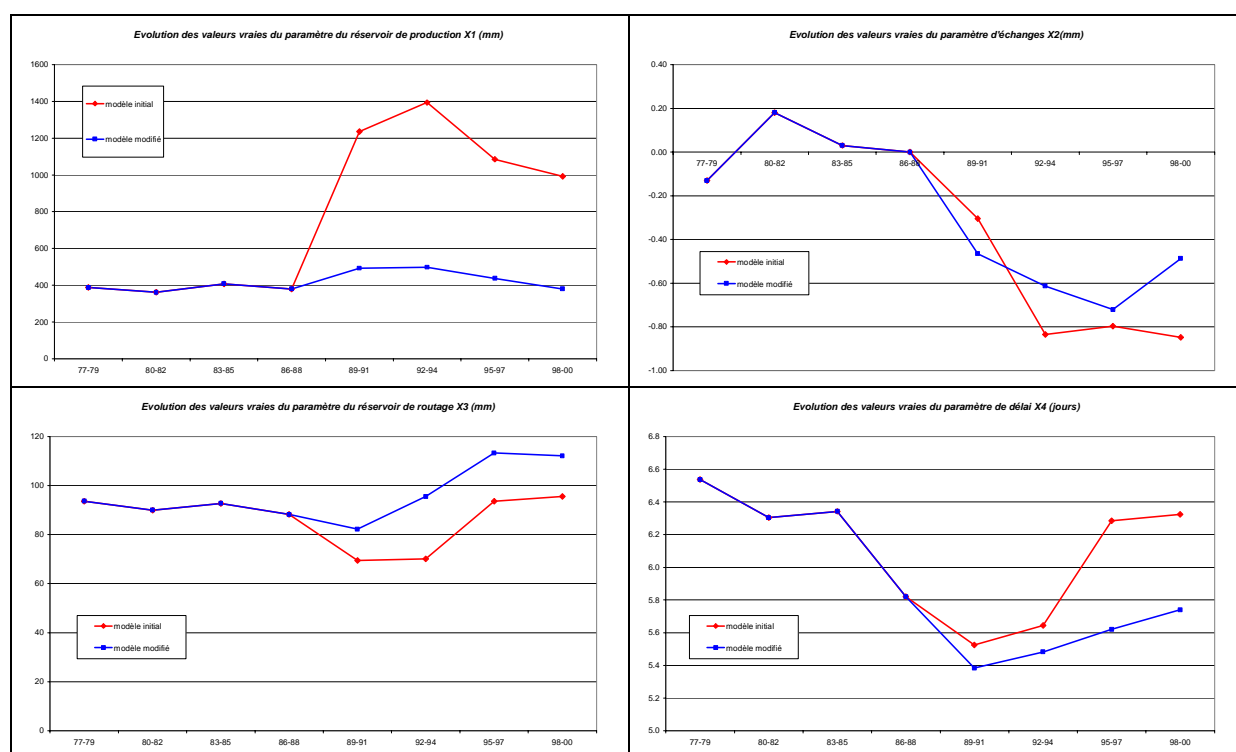 Evolution des valeurs vraies du paramètre du réservoir de production X1 (mm)
1600
1400
1200
1000
800
600
400
200
0
modèle initial
modèle modifié
77-79 80-82 83-85 86-88 89-91 92-94 95-97 98-00
Evolution des valeurs vraies du paramètre d'échanges X2(mm)
0.40
0.20
0.00
-0.20
-0.40
-0.60
-0.80
-1.00
77-79 80-82 83-85 86-88 89-91 92-94 95-97 98-00
modèle initial
modèle modifié
Evolution des valeurs vraies du paramètre du réservoir de routage X3 (mm)
120
100
80
60
40
20
0
modèle initial
modèle modifié
77-79 80-82 83-85 86-88 89-91 92-94 95-97 98-00
Evolution des valeurs vraies du paramètre de délai X4 (jours)
6.8
6.6
6.4
6.2
6.0
5.8
5.6
5.4
5.2
5.0
modèle initial
modèle modifié
77-79 80-82 83-85 86-88 89-91 92-94 95-97 98-00